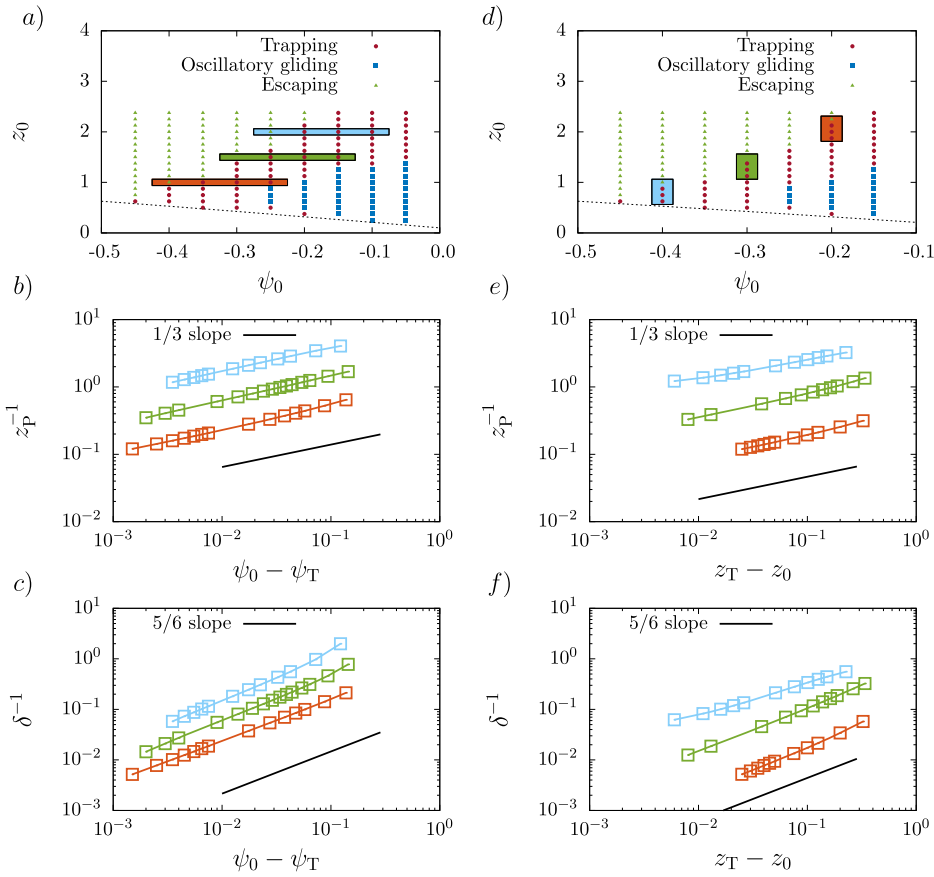 a)
z0
4
3
2
1
0
Trapping
Oscillatory gliding
Escaping
-0.5 -0.4 -0.3 -0.2 -0.1 0.0
ψ0
d)
z0
4
3
2
1
0
Trapping
Oscillatory gliding
Escaping
-0.5 -0.4 -0.3 -0.2 -0.1
ψ0
b)
zP^-1
10^1
10^0
10^-1
10^-2
1/3 slope
10^-3 10^-2 10^-1 10^0
ψ0 − ψT
e)
zP^-1
10^1
10^0
10^-1
10^-2
1/3 slope
10^-3 10^-2 10^-1 10^0
zT − z0
c)
δ^-1
10^1
10^0
10^-1
10^-2
10^-3
5/6 slope
10^-3 10^-2 10^-1 10^0
ψ0 − ψT
f)
δ^-1
10^1
10^0
10^-1
10^-2
10^-3
5/6 slope
10^-3 10^-2 10^-1 10^0
zT − z0